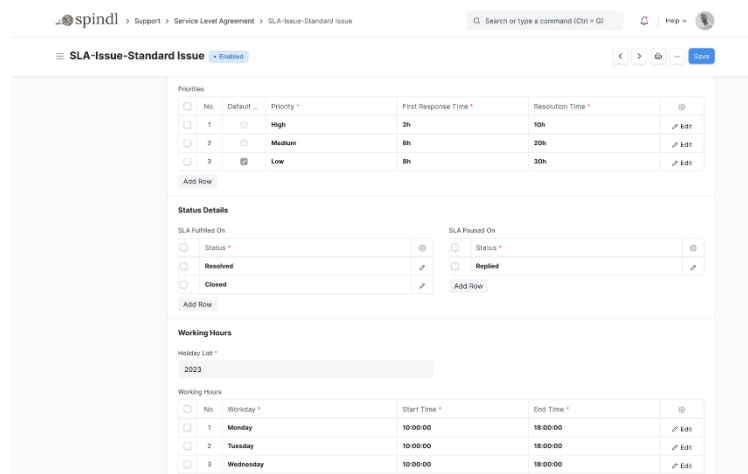 spindl > Support > Service Level Agreement > SLA-Issue-Standard Issue
Search or type a command (Ctrl + G)
Help
SLA-Issue-Standard Issue • Enabled
Save
Priorities
No. Default ... Priority * First Response Time * Resolution Time *
1 High 2h 10h Edit
2 Medium 6h 20h Edit
3 Low 8h 30h Edit
Add Row
Status Details
SLA Fulfilled On SLA Paused On
Status * Status *
Resolved Replied
Closed
Add Row
Add Row
Working Hours
Holiday List *
2023
Working Hours
No. Workday * Start Time * End Time *
1 Monday 10:00:00 18:00:00 Edit
2 Tuesday 10:00:00 18:00:00 Edit
3 Wednesday 10:00:00 18:00:00 Edit